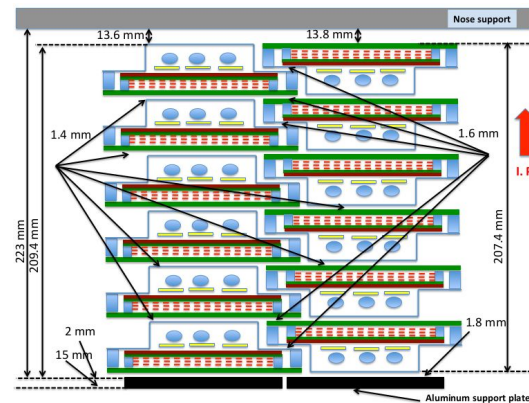 Nose support
13.6 mm
13.8 mm
1.4 mm
1.6 mm
I. P
223 mm
209.4 mm
207.4 mm
2 mm
1.8 mm
15 mm
Aluminum support plate